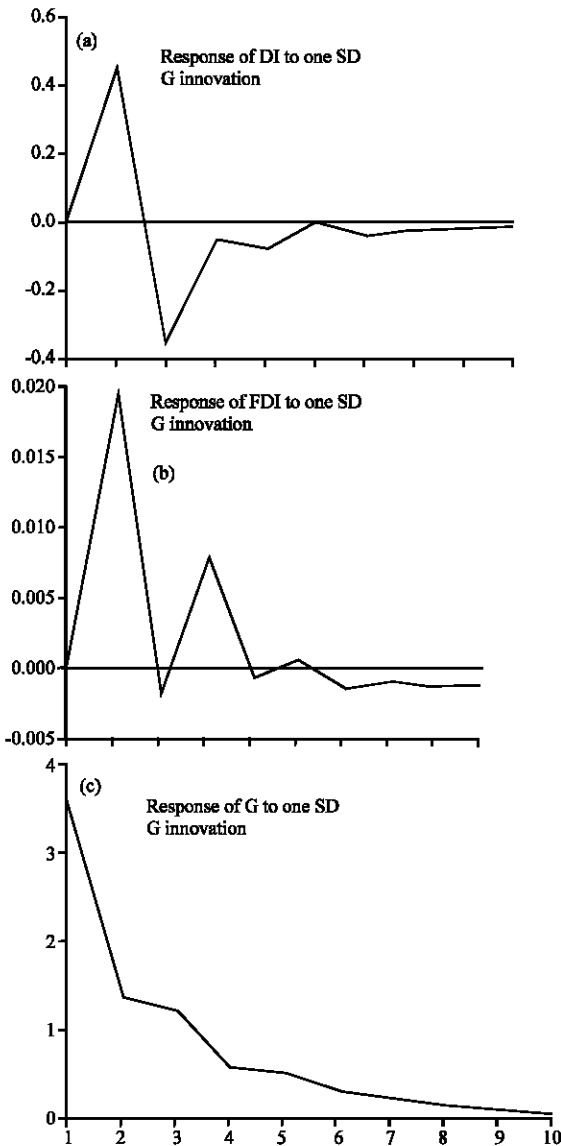 0.6
(a)
Response of DI to one SD
G innovation
0.4
0.2
0.0
-0.2
-0.4
0.020
Response of FDI to one SD
G innovation
0.015
(b)
0.010
0.005
0.000
-0.005
4
(c)
Response of G to one SD
G innovation
3
2
1
0
1 2 3 4 5 6 7 8 9 10